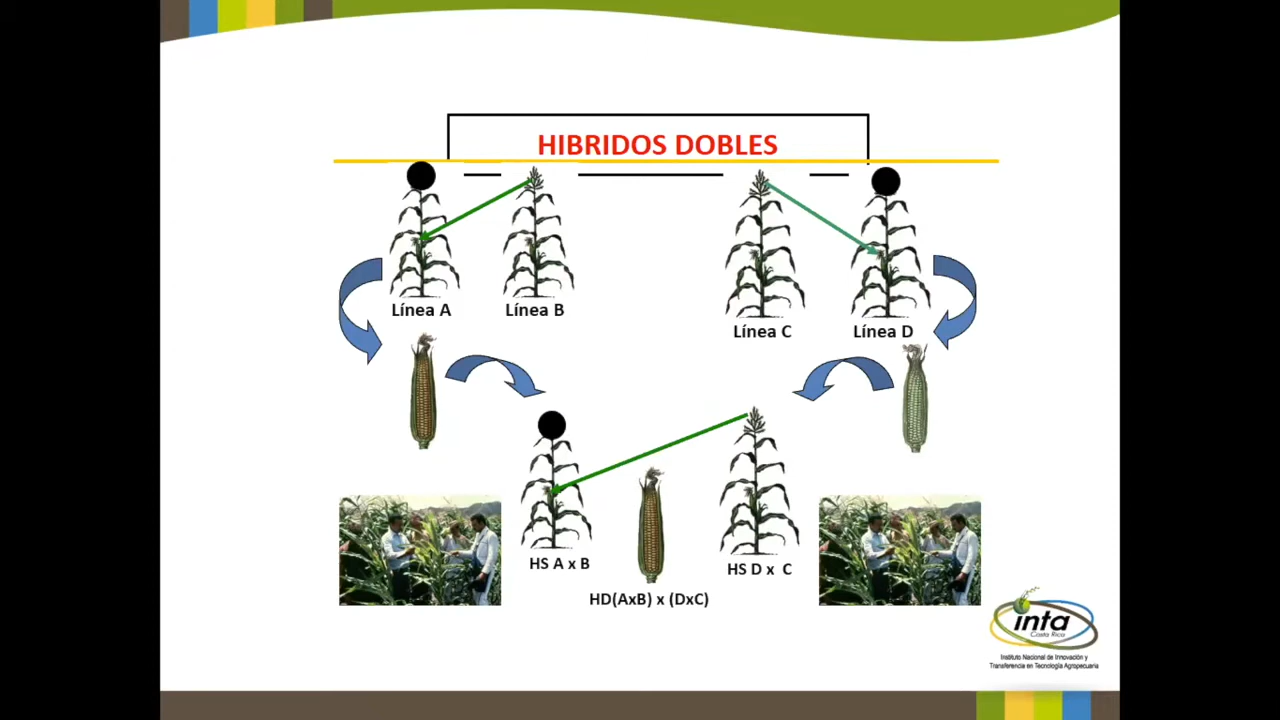 HIBRIDOS DOBLES
Línea A
Línea B
Línea C
Línea D
HS A x B
HS D x C
HD(AxB) x (DxC)
inta
Costa Rica
Instituto Nacional de Innovación y
Transferencia en Tecnología Agropecuaria